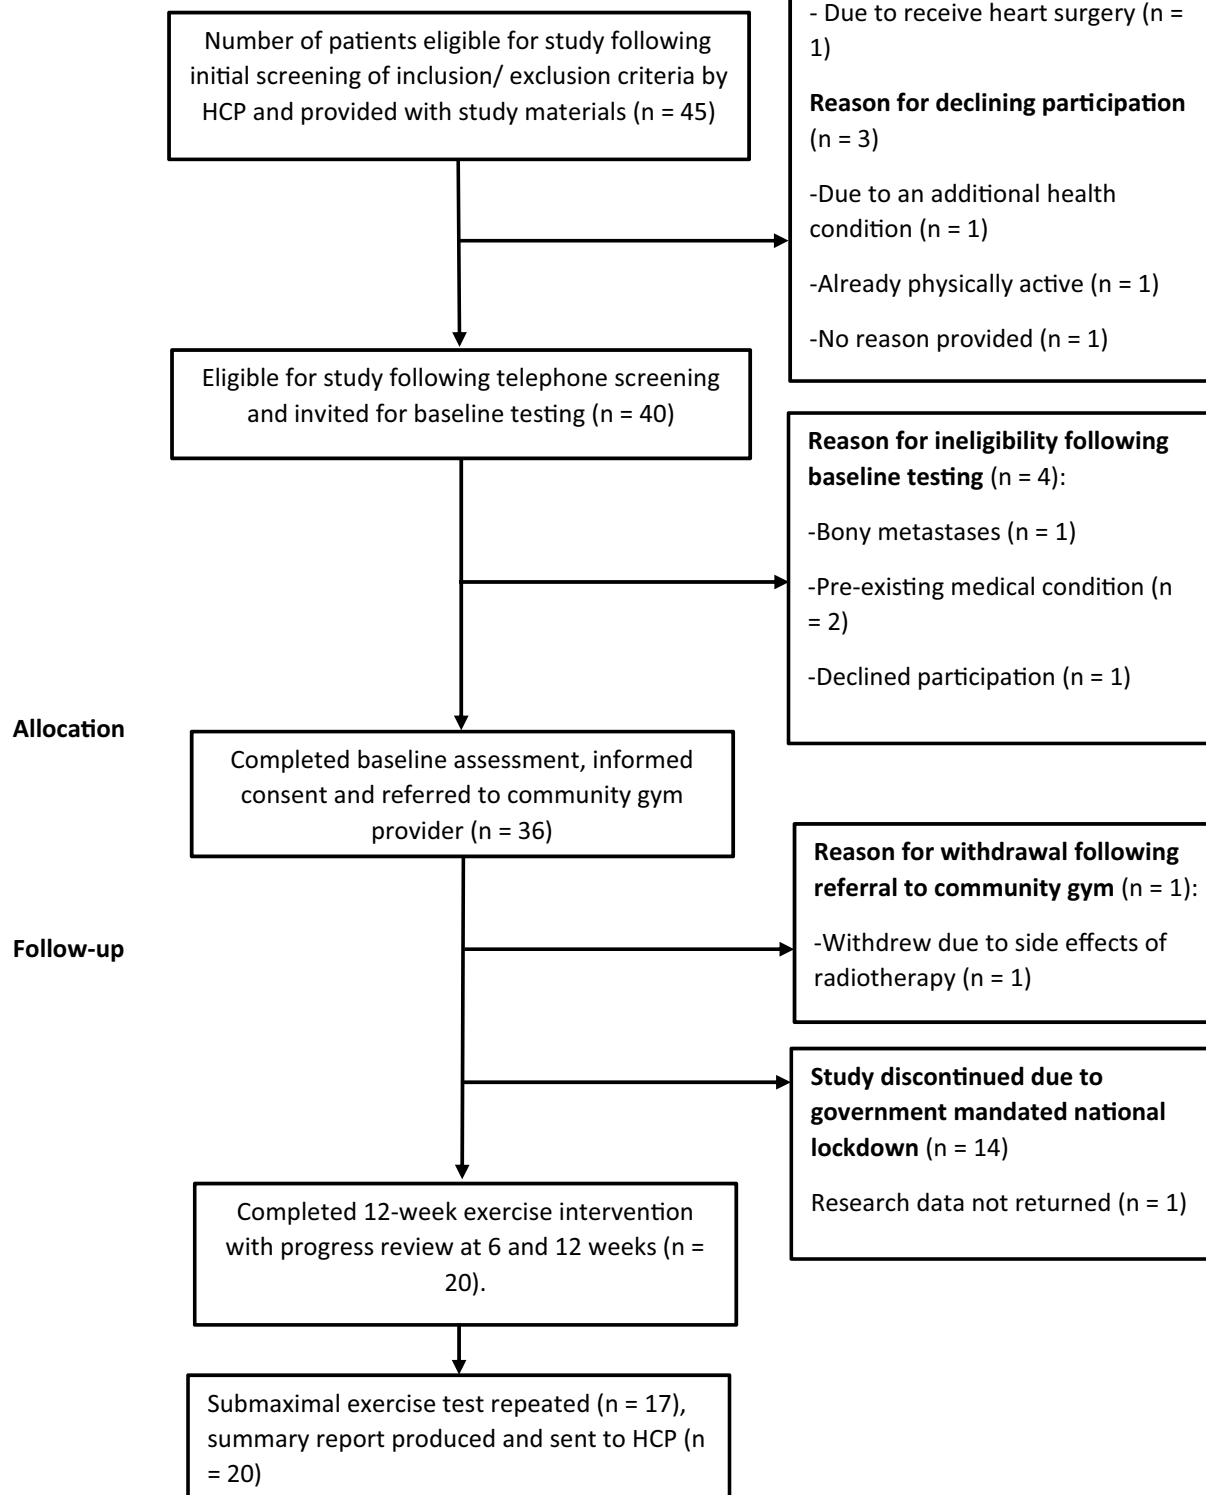 Number of patients eligible for study following
initial screening of inclusion/ exclusion criteria by
HCP and provided with study materials (n = 45)
- Due to receive heart surgery (n =
1)
Reason for declining participation
(n = 3)
-Due to an additional health
condition (n = 1)
-Already physically active (n = 1)
-No reason provided (n = 1)
Eligible for study following telephone screening
and invited for baseline testing (n = 40)
Reason for ineligibility following
baseline testing (n = 4):
-Bony metastases (n = 1)
-Pre-existing medical condition (n
= 2)
-Declined participation (n = 1)
Allocation
Completed baseline assessment, informed
consent and referred to community gym
provider (n = 36)
Reason for withdrawal following
referral to community gym (n = 1):
-Withdrew due to side effects of
radiotherapy (n = 1)
Follow-up
Study discontinued due to
government mandated national
lockdown (n = 14)
Research data not returned (n = 1)
Completed 12-week exercise intervention
with progress review at 6 and 12 weeks (n =
20).
Submaximal exercise test repeated (n = 17),
summary report produced and sent to HCP (n
= 20)